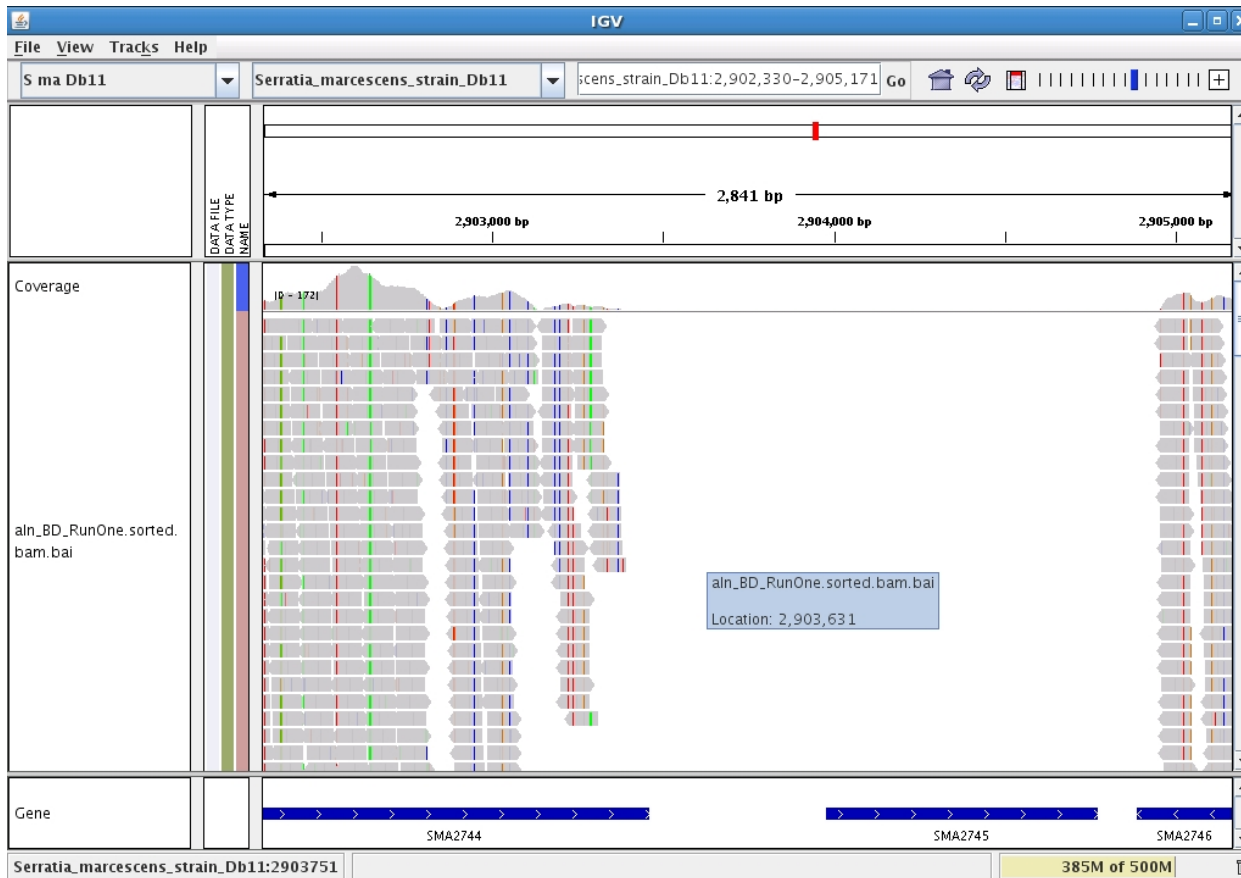 IGV
File View Tracks Help
S ma Db11
Serratia_marcescens_strain_Db11
scens_strain_Db11:2,902,330-2,905,171
Go
2,841 bp
2,903,000 bp
2,904,000 bp
2,905,000 bp
DATA FILE
DATA TYPE
NAME
Coverage
[0 - 172]
aln_BD_RunOne.sorted.
bam.bai
aln_BD_RunOne.sorted.bam.bai
Location: 2,903,631
Gene
SMA2744
SMA2745
SMA2746
Serratia_marcescens_strain_Db11:2903751
385M of 500M